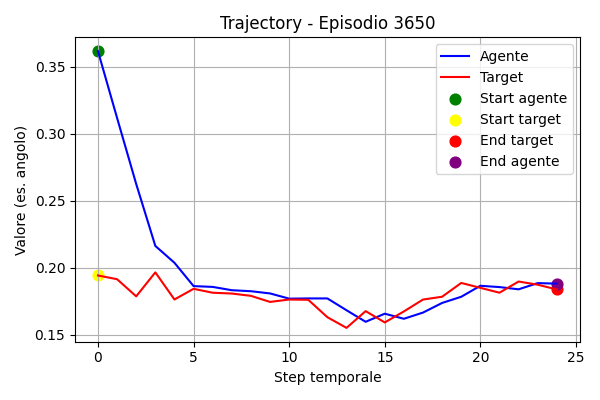 Trajectory - Episodio 3650
Agente
Target
Start agente
Start target
End target
End agente
Valore (es. angolo)
0.35
0.30
0.25
0.20
0.15
0
5
10
15
20
25
Step temporale